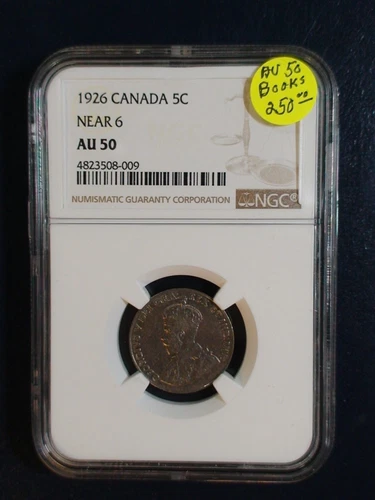 1926 CANADA 5C
NEAR 6
AU 50
4823508-009
NUMISMATIC GUARANTY CORPORATION
NGC
AU 50
Books
250.00